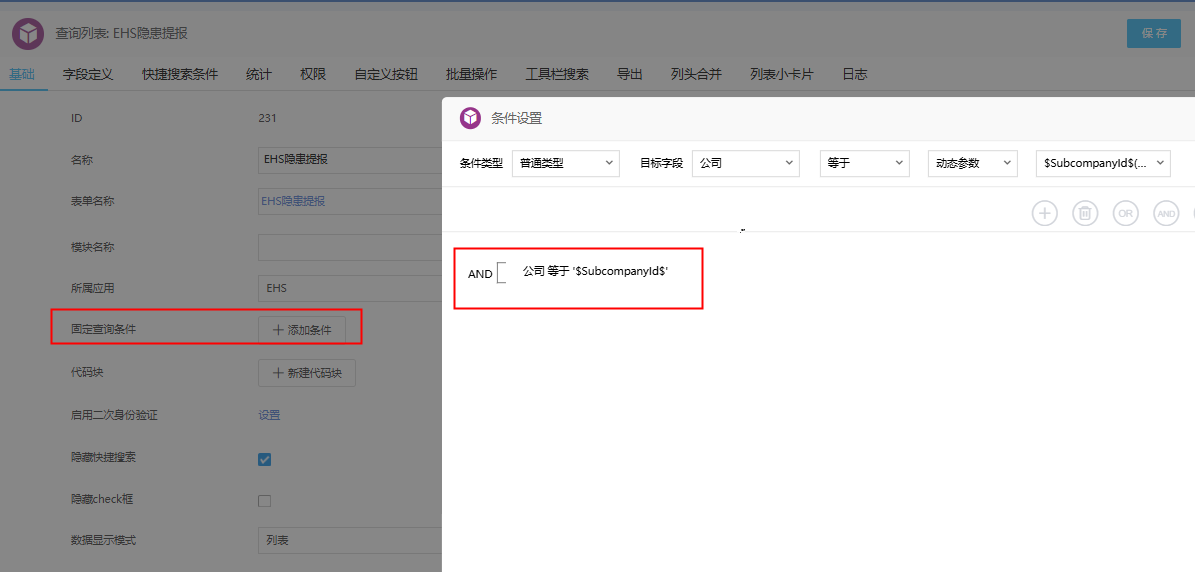 查询列表: EHS隐患提报
保 存
基础 字段定义 快捷搜索条件 统计 权限 自定义按钮 批量操作 工具栏搜索 导出 列头合并 列表小卡片 日志
ID 231
名称 EHS隐患提报
表单名称 EHS隐患提报
模块名称
所属应用 EHS
固定查询条件 添加条件
代码块 新建代码块
启用二次身份验证 设置
隐藏快捷搜索
隐藏check框
数据显示模式 列表
条件设置
条件类型 普通类型 目标字段 公司 等于 动态参数 $SubcompanyId$(...
OR AND
AND 公司 等于 '$SubcompanyId$'